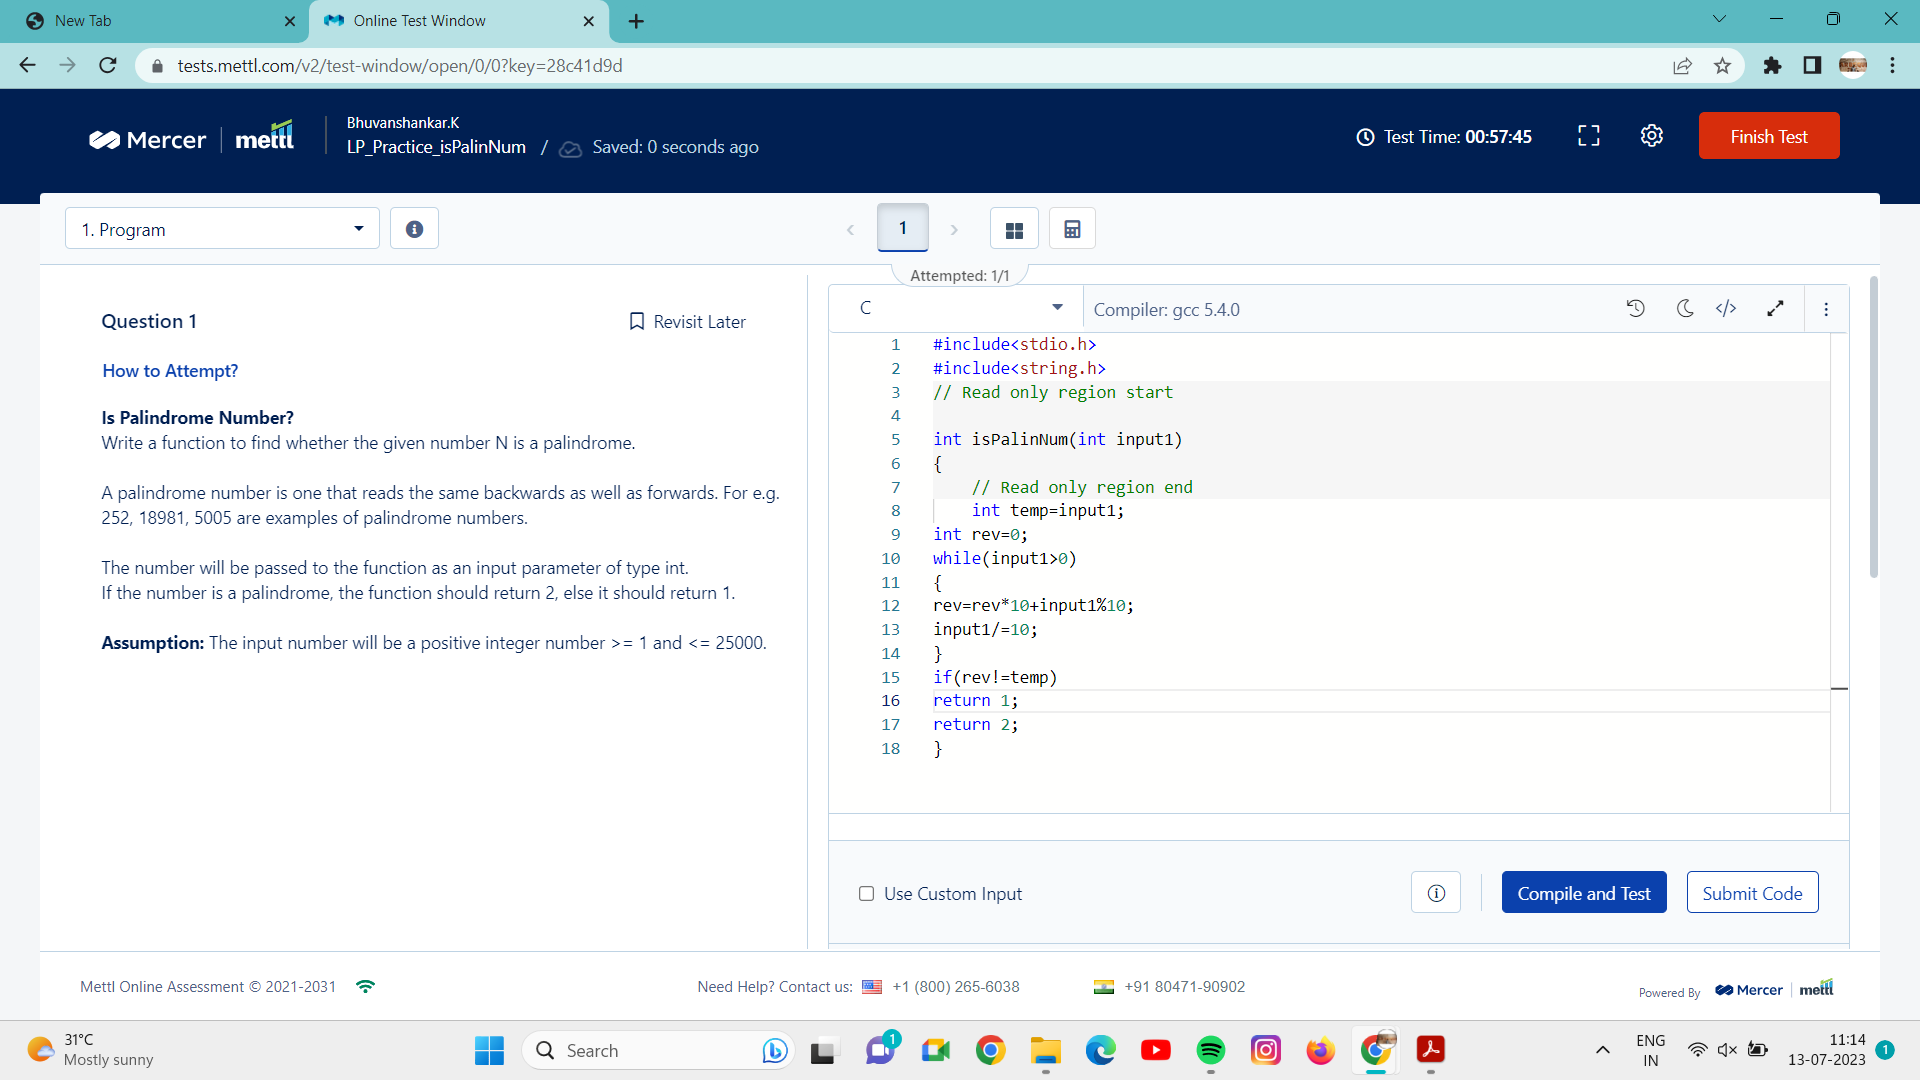 New Tab
Online Test Window
tests.mettl.com/v2/test-window/open/0/0?key=28c41d9d
Mercer
mettl
Bhuvanshankar.K
LP_Practice_isPalinNum / Saved: 0 seconds ago
Test Time: 00:57:45
Finish Test
1. Program
1
Attempted: 1/1
Question 1
Revisit Later
How to Attempt?
Is Palindrome Number?
Write a function to find whether the given number N is a palindrome.
A palindrome number is one that reads the same backwards as well as forwards. For e.g.
252, 18981, 5005 are examples of palindrome numbers.
The number will be passed to the function as an input parameter of type int.
If the number is a palindrome, the function should return 2, else it should return 1.
Assumption: The input number will be a positive integer number >= 1 and <= 25000.
C
Compiler: gcc 5.4.0
1 #include<stdio.h>
2 #include<string.h>
3 // Read only region start
4
5 int isPalinNum(int input1)
6 {
7 // Read only region end
8 int temp=input1;
9 int rev=0;
10 while(input1>0)
11 {
12 rev=rev*10+input1%10;
13 input1/=10;
14 }
15 if(rev!=temp)
16 return 1;
17 return 2;
18 }
Use Custom Input
Compile and Test
Submit Code
Mettl Online Assessment © 2021-2031
Need Help? Contact us: +1 (800) 265-6038
+91 80471-90902
Powered By Mercer mettl
31°C
Mostly sunny
Search
1
ENG
IN
11:14
13-07-2023
1